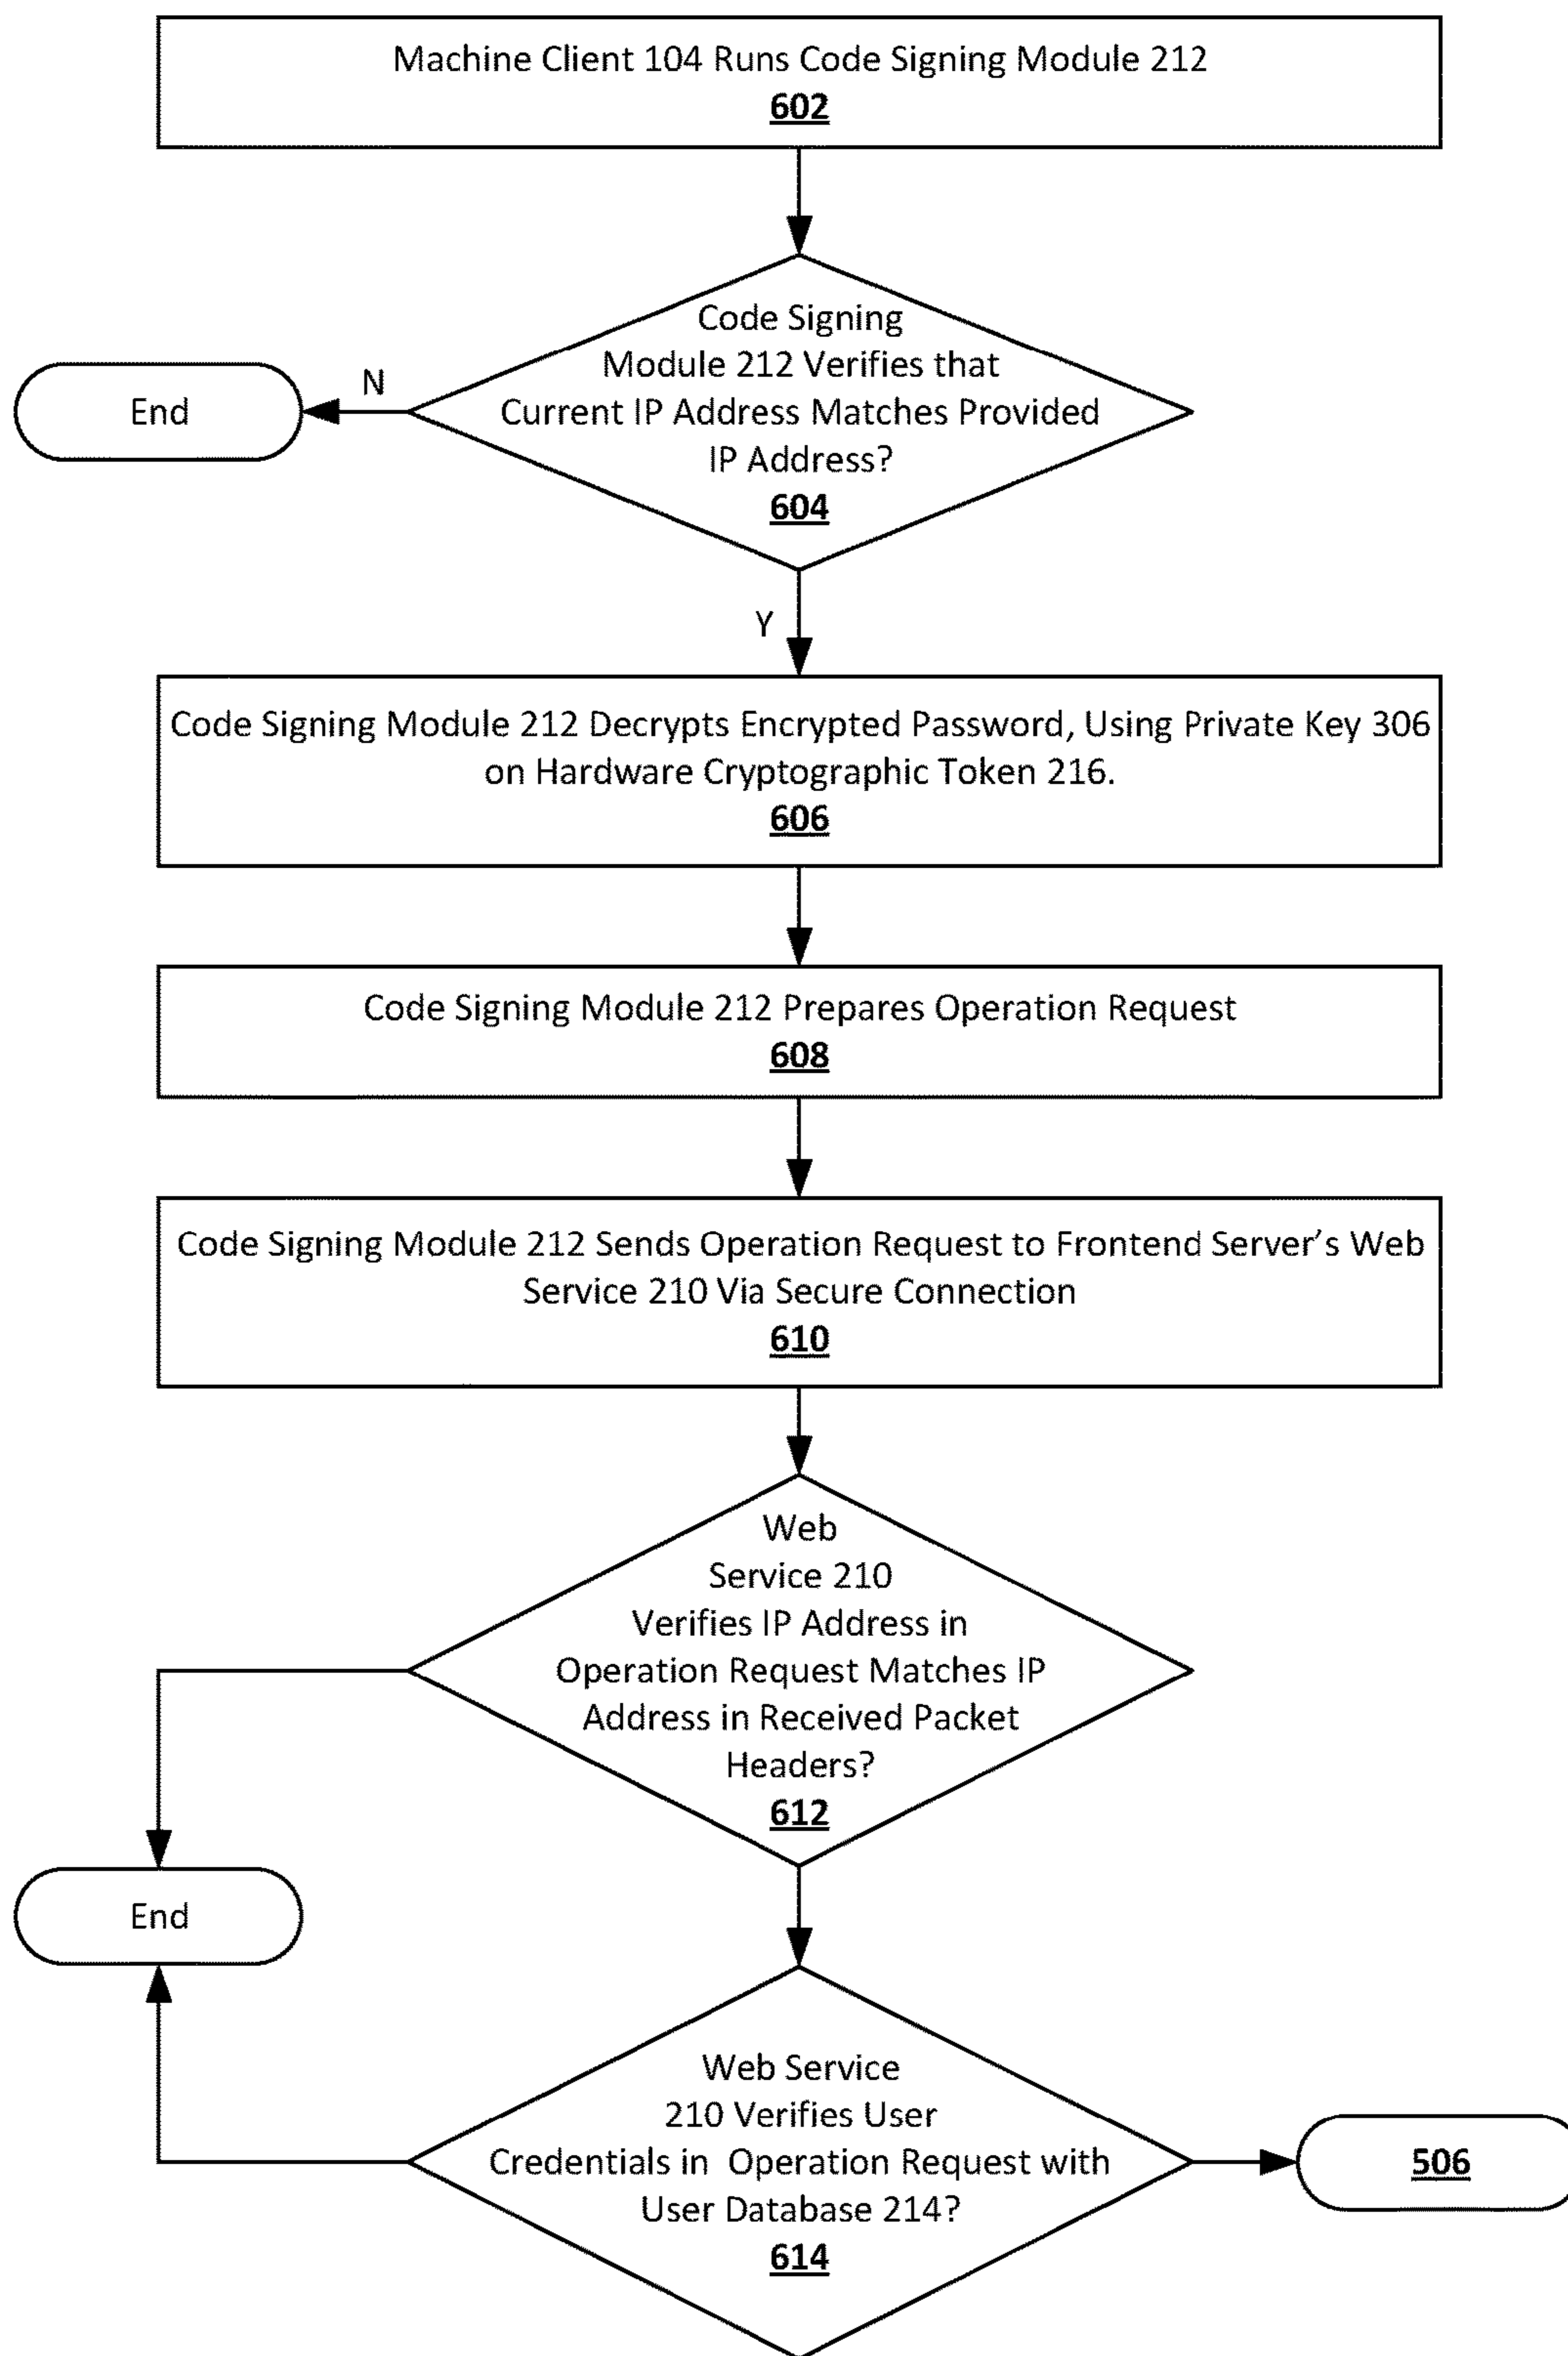 Machine Client 104 Runs Code Signing Module 212
602
Code Signing
Module 212 Verifies that
Current IP Address Matches Provided
IP Address?
604
N
End
Y
Code Signing Module 212 Decrypts Encrypted Password, Using Private Key 306
on Hardware Cryptographic Token 216.
606
Code Signing Module 212 Prepares Operation Request
608
Code Signing Module 212 Sends Operation Request to Frontend Server’s Web
Service 210 Via Secure Connection
610
Web
Service 210
Verifies IP Address in
Operation Request Matches IP
Address in Received Packet
Headers?
612
End
Web Service
210 Verifies User
Credentials in Operation Request with
User Database 214?
614
506